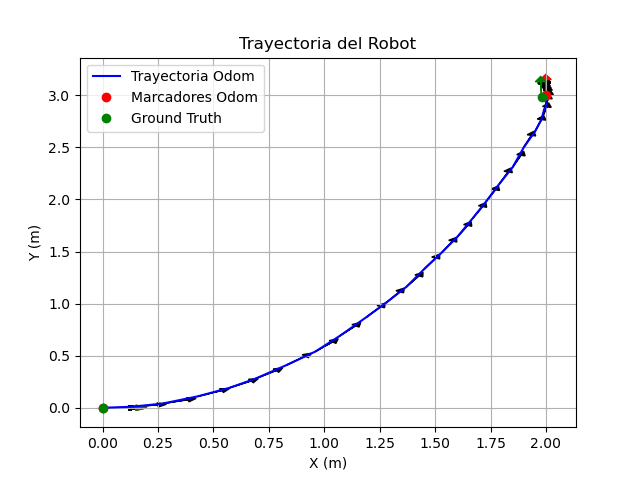 Trayectoria del Robot
Trayectoria Odom
Marcadores Odom
Ground Truth
3.0
2.5
2.0
1.5
1.0
0.5
0.0
Y (m)
0.00 0.25 0.50 0.75 1.00 1.25 1.50 1.75 2.00
X (m)